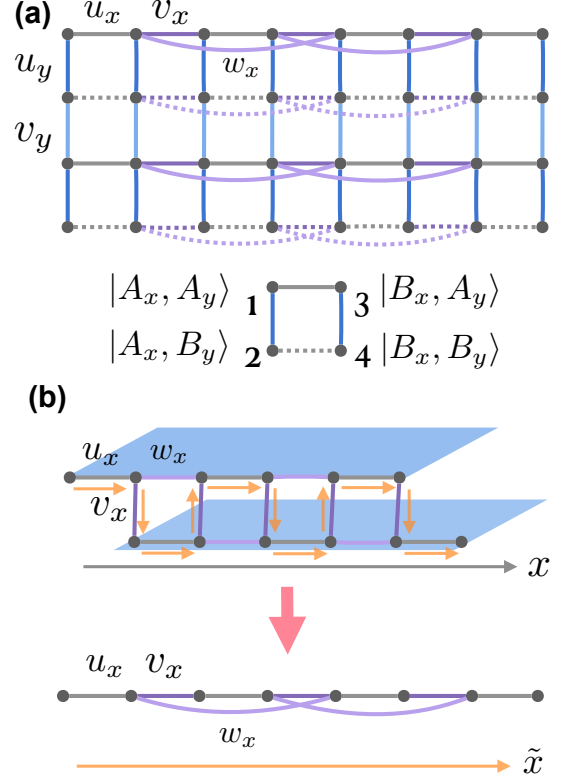 (a)
u_x v_x
w_x
u_y
v_y
|A_x, A_y⟩ 1 3 |B_x, A_y⟩
|A_x, B_y⟩ 2 4 |B_x, B_y⟩
(b)
u_x w_x
v_x
x
u_x v_x
w_x
x̃